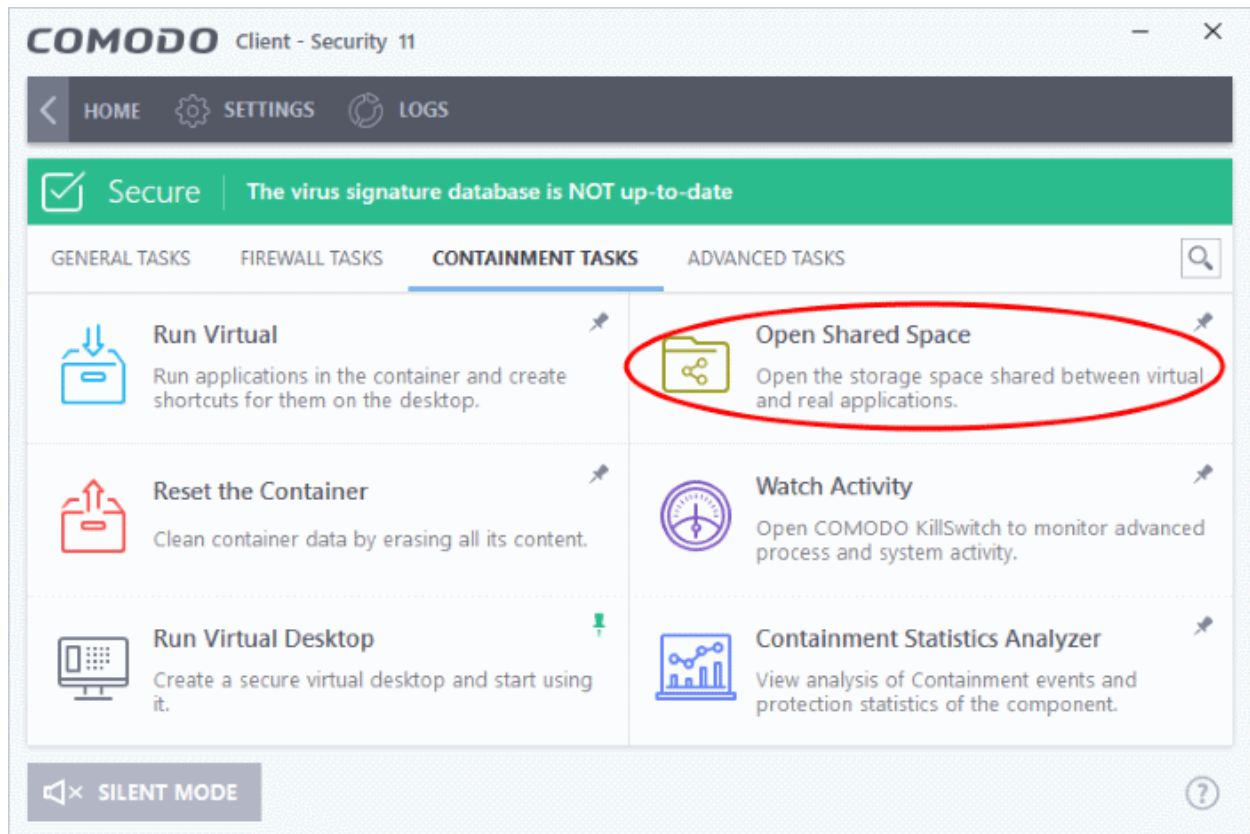 COMODO Client - Security 11
HOME SETTINGS LOGS
Secure The virus signature database is NOT up-to-date
GENERAL TASKS FIREWALL TASKS CONTAINMENT TASKS ADVANCED TASKS
Run Virtual
Run applications in the container and create
shortcuts for them on the desktop.
Open Shared Space
Open the storage space shared between virtual
and real applications.
Reset the Container
Clean container data by erasing all its content.
Watch Activity
Open COMODO KillSwitch to monitor advanced
process and system activity.
Run Virtual Desktop
Create a secure virtual desktop and start using
it.
Containment Statistics Analyzer
View analysis of Containment events and
protection statistics of the component.
SILENT MODE
?